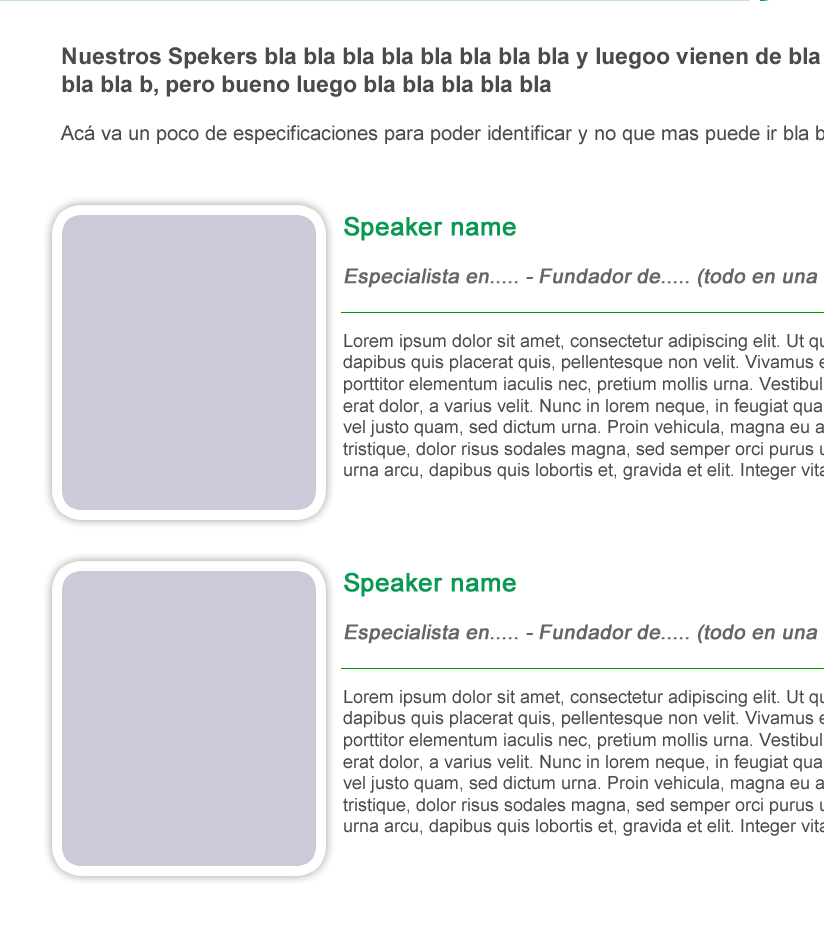 Nuestros Spekers bla bla bla bla bla bla bla bla y luegoo vienen de bla
bla bla b, pero bueno luego bla bla bla bla bla
Acá va un poco de especificaciones para poder identificar y no que mas puede ir bla b
Speaker name
Especialista en..... - Fundador de..... (todo en una
Lorem ipsum dolor sit amet, consectetur adipiscing elit. Ut qu
dapibus quis placerat quis, pellentesque non velit. Vivamus e
porttitor elementum iaculis nec, pretium mollis urna. Vestibul
erat dolor, a varius velit. Nunc in lorem neque, in feugiat qua
vel justo quam, sed dictum urna. Proin vehicula, magna eu a
tristique, dolor risus sodales magna, sed semper orci purus u
urna arcu, dapibus quis lobortis et, gravida et elit. Integer vita
Speaker name
Especialista en..... - Fundador de..... (todo en una
Lorem ipsum dolor sit amet, consectetur adipiscing elit. Ut qu
dapibus quis placerat quis, pellentesque non velit. Vivamus e
porttitor elementum iaculis nec, pretium mollis urna. Vestibul
erat dolor, a varius velit. Nunc in lorem neque, in feugiat qua
vel justo quam, sed dictum urna. Proin vehicula, magna eu a
tristique, dolor risus sodales magna, sed semper orci purus u
urna arcu, dapibus quis lobortis et, gravida et elit. Integer vita